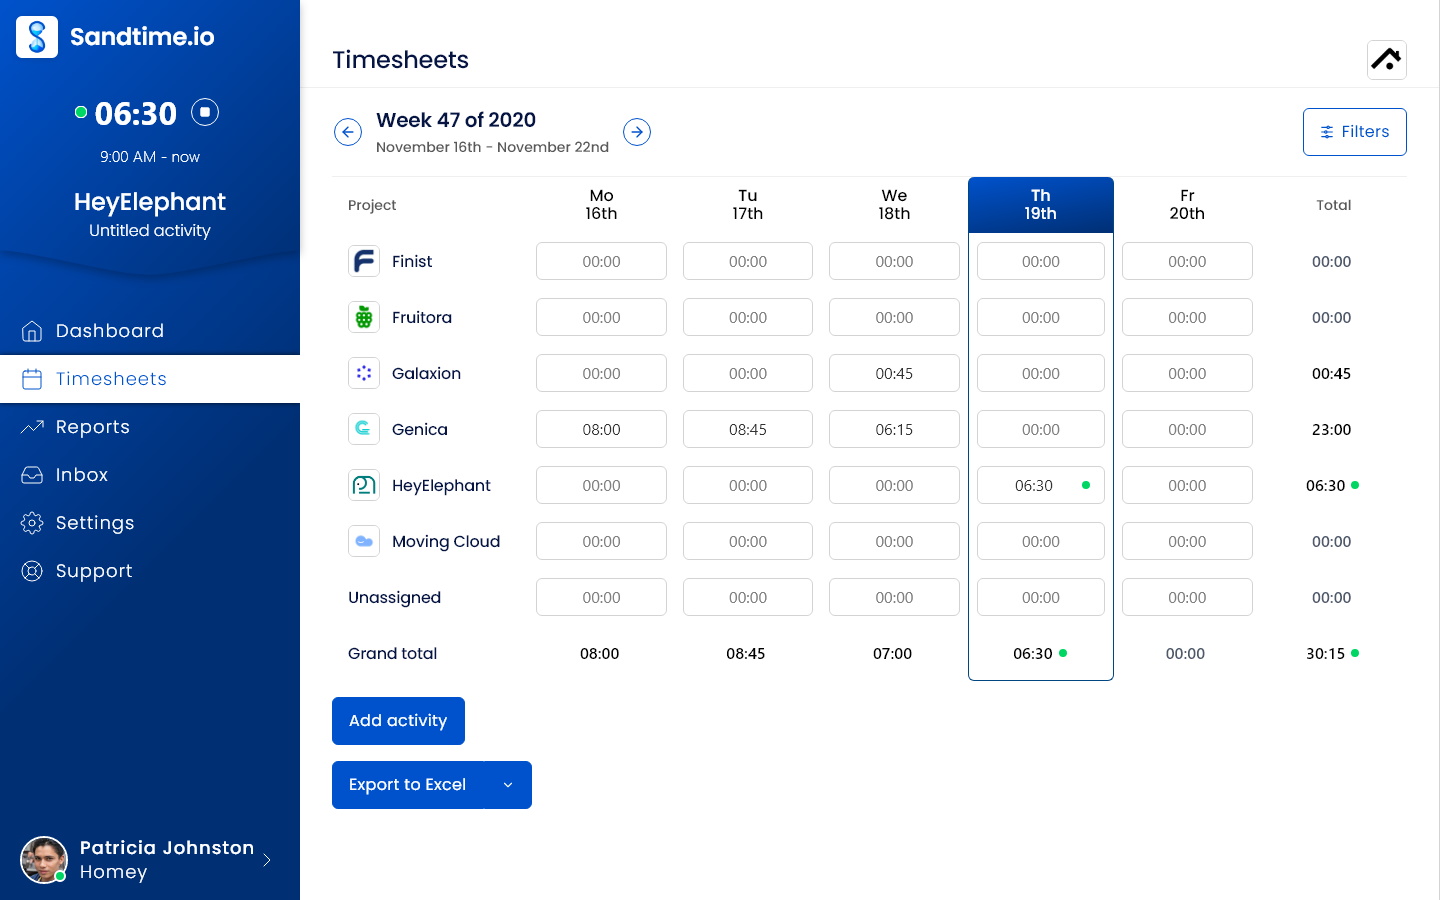 Sandtime.io
06:30
9:00 AM - now
HeyElephant
Untitled activity
Dashboard
Timesheets
Reports
Inbox
Settings
Support
Patricia Johnston
Homey
Timesheets
Week 47 of 2020
November 16th - November 22nd
Filters
Project Mo 16th Tu 17th We 18th Th 19th Fr 20th Total
Finist 00:00 00:00 00:00 00:00 00:00 00:00
Fruitora 00:00 00:00 00:00 00:00 00:00 00:00
Galaxion 00:00 00:00 00:45 00:00 00:00 00:45
Genica 08:00 08:45 06:15 00:00 00:00 23:00
HeyElephant 00:00 00:00 00:00 06:30 00:00 06:30
Moving Cloud 00:00 00:00 00:00 00:00 00:00 00:00
Unassigned 00:00 00:00 00:00 00:00 00:00 00:00
Grand total 08:00 08:45 07:00 06:30 00:00 30:15
Add activity
Export to Excel